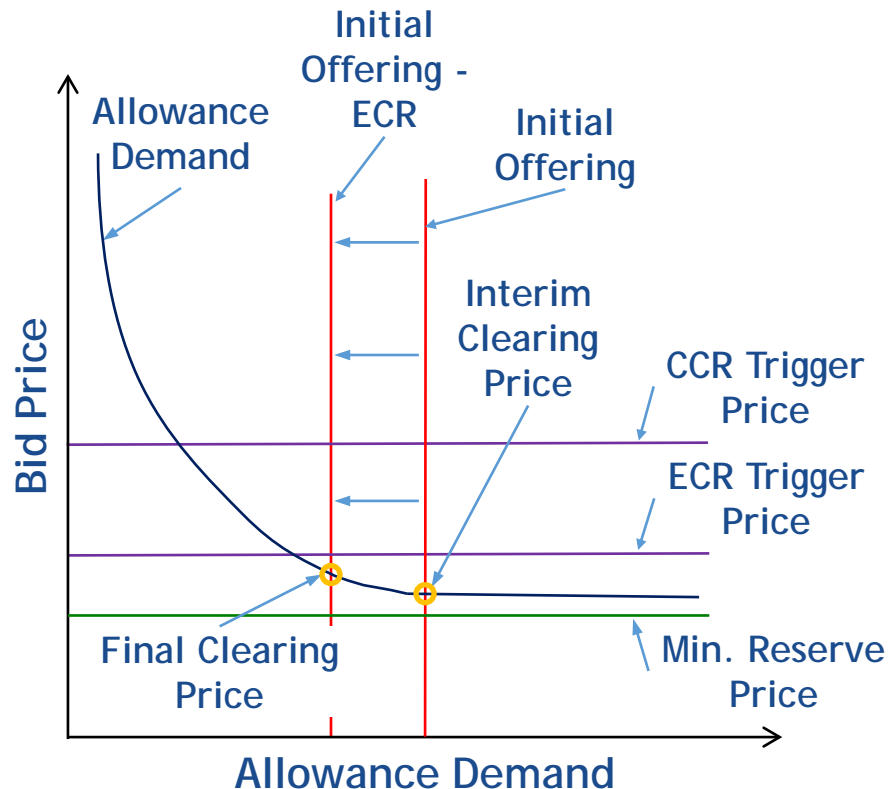 Initial
Offering -
ECR
Allowance
Demand
Initial
Offering
Interim
Clearing
Price
CCR Trigger
Price
ECR Trigger
Price
Bid Price
Final Clearing
Price
Min. Reserve
Price
Allowance Demand